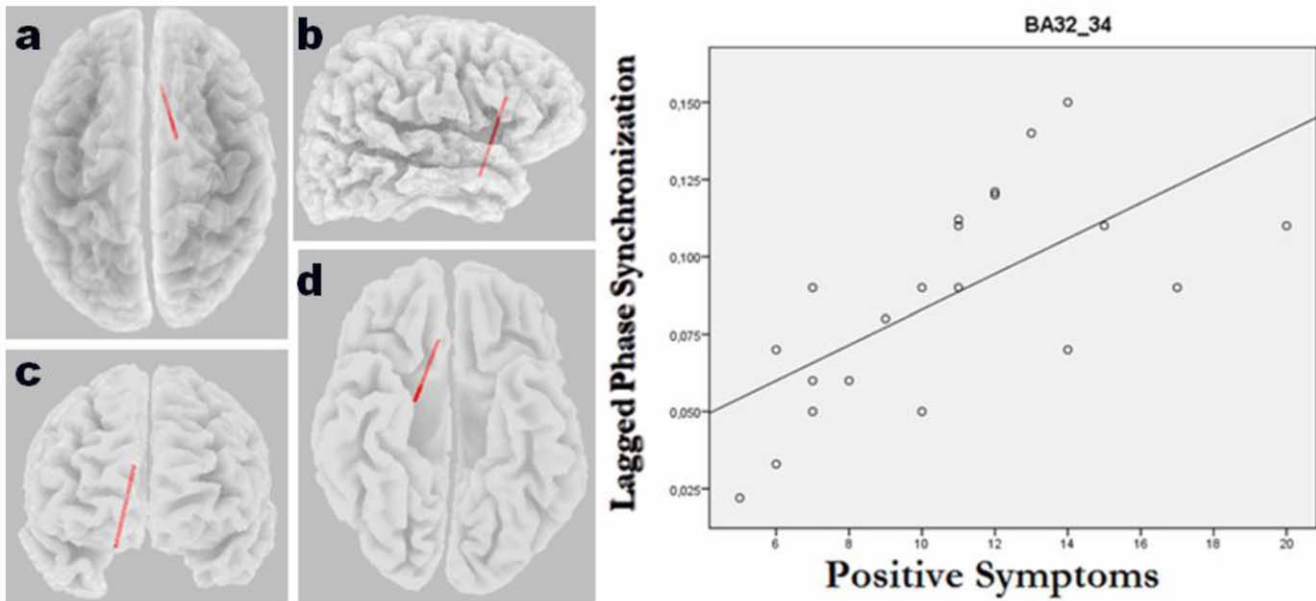 a
b
c
d
BA32_34
Lagged Phase Synchronization
0,150
0,125
0,100
0,075
0,050
0,025
6 8 10 12 14 16 18 20
Positive Symptoms